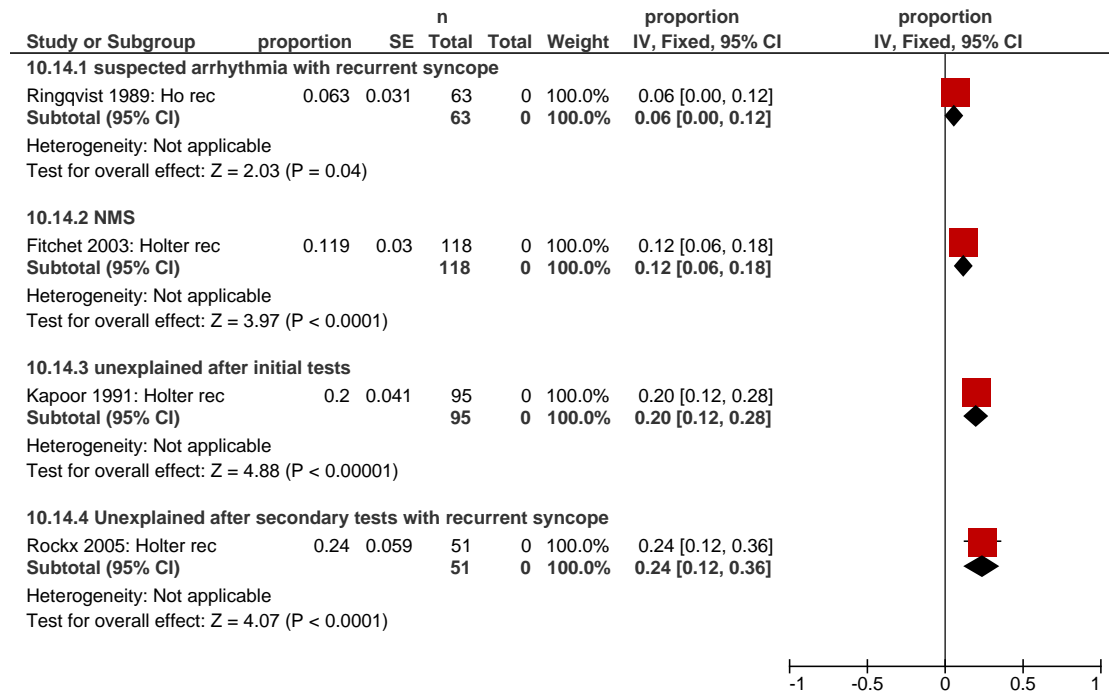 n proportion proportion
Study or Subgroup proportion SE Total Total Weight IV, Fixed, 95% CI IV, Fixed, 95% CI
10.14.1 suspected arrhythmia with recurrent syncope
Ringqvist 1989: Ho rec 0.063 0.031 63 0 100.0% 0.06 [0.00, 0.12]
Subtotal (95% CI) 63 0 100.0% 0.06 [0.00, 0.12]
Heterogeneity: Not applicable
Test for overall effect: Z = 2.03 (P = 0.04)
10.14.2 NMS
Fitchet 2003: Holter rec 0.119 0.03 118 0 100.0% 0.12 [0.06, 0.18]
Subtotal (95% CI) 118 0 100.0% 0.12 [0.06, 0.18]
Heterogeneity: Not applicable
Test for overall effect: Z = 3.97 (P < 0.0001)
10.14.3 unexplained after initial tests
Kapoor 1991: Holter rec 0.2 0.041 95 0 100.0% 0.20 [0.12, 0.28]
Subtotal (95% CI) 95 0 100.0% 0.20 [0.12, 0.28]
Heterogeneity: Not applicable
Test for overall effect: Z = 4.88 (P < 0.00001)
10.14.4 Unexplained after secondary tests with recurrent syncope
Rockx 2005: Holter rec 0.24 0.059 51 0 100.0% 0.24 [0.12, 0.36]
Subtotal (95% CI) 51 0 100.0% 0.24 [0.12, 0.36]
Heterogeneity: Not applicable
Test for overall effect: Z = 4.07 (P < 0.0001)
-1 -0.5 0 0.5 1